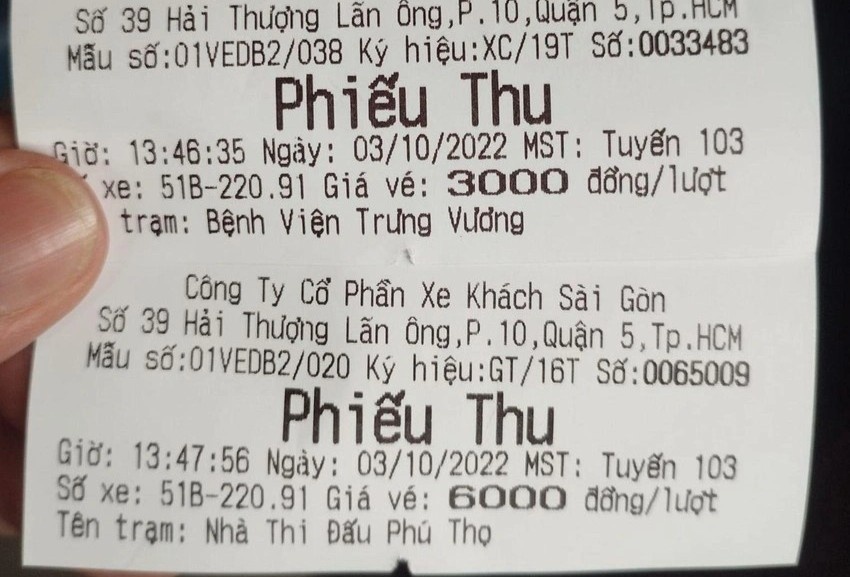 Số 39 Hải Thượng Lãn Ông,P.10,Quận 5,Tp.HCM
Mẫu số:01VEDB2/038 Ký hiệu:XC/19T Số:0033483
Phiếu Thu
Giờ: 13:46:35 Ngày: 03/10/2022 MST: Tuyến 103
xe: 51B-220.91 Giá vé: 3000 đồng/lượt
trạm: Bệnh Viện Trưng Vương
Công Ty Cổ Phần Xe Khách Sài Gòn
Số 39 Hải Thượng Lãn Ông,P.10,Quận 5,Tp.HCM
Mẫu số:01VEDB2/020 Ký hiệu:GT/16T Số:0065009
Phiếu Thu
Giờ: 13:47:56 Ngày: 03/10/2022 MST: Tuyến 103
Số xe: 51B-220.91 Giá vé: 6000 đồng/lượt
Tên trạm: Nhà Thi Đấu Phú Thọ